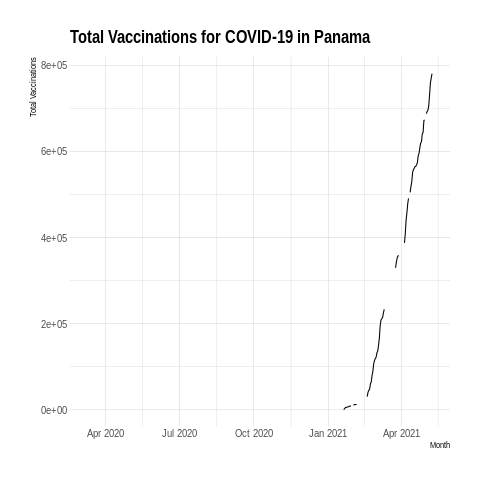 Total Vaccinations for COVID-19 in Panama
Total Vaccinations
8e+05
6e+05
4e+05
2e+05
0e+00
Apr 2020 Jul 2020 Oct 2020 Jan 2021 Apr 2021
Month